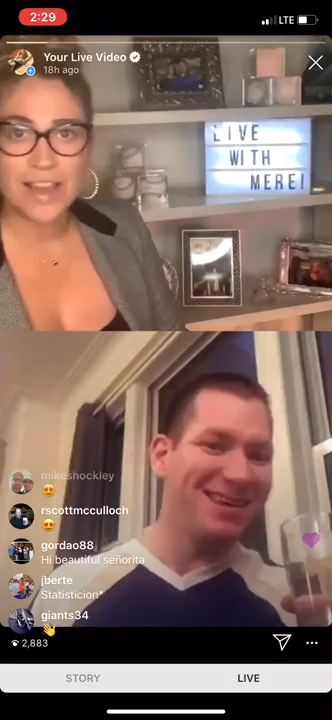 2:29
LTE
Your Live Video
18h ago
LIVE
WITH
MERE!
mikeshockley
😍
rscottmcculloch
😍
gordao88
Hi beautiful señorita
jberte
Statisticion*
giants34
👋
2,883
STORY
LIVE